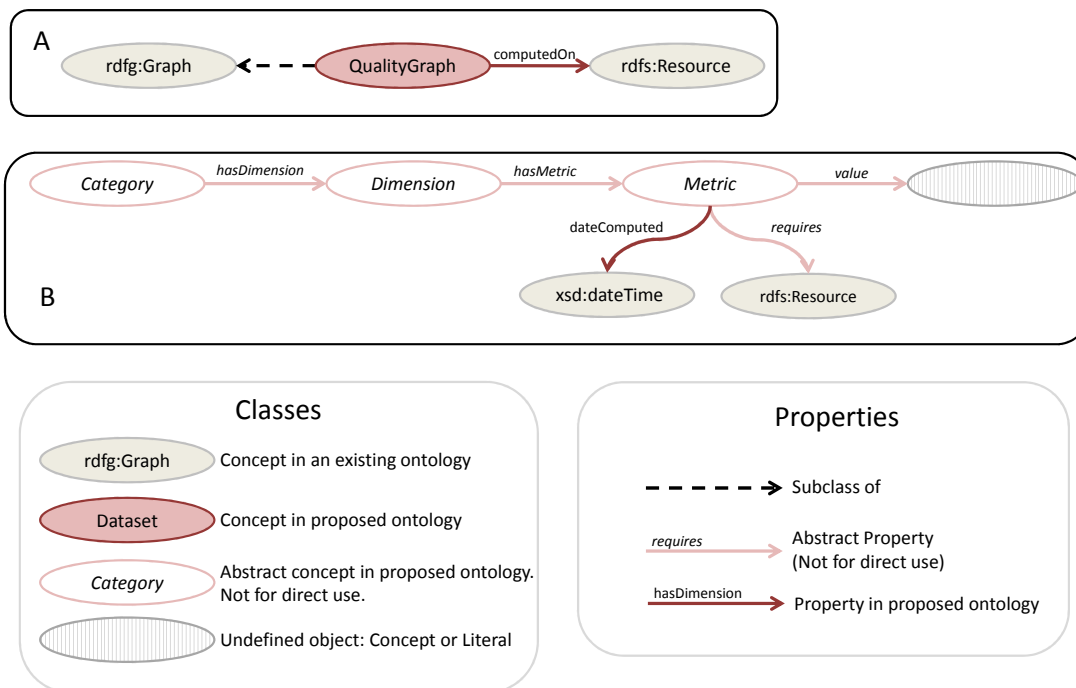 A
rdfg:Graph
QualityGraph
computedOn
rdfs:Resource
Category
hasDimension
Dimension
hasMetric
Metric
value
dateComputed
requires
xsd:dateTime
rdfs:Resource
B
Classes
rdfg:Graph
Concept in an existing ontology
Dataset
Concept in proposed ontology
Category
Abstract concept in proposed ontology.
Not for direct use.
Undefined object: Concept or Literal
Properties
Subclass of
requires
Abstract Property
(Not for direct use)
hasDimension
Property in proposed ontology